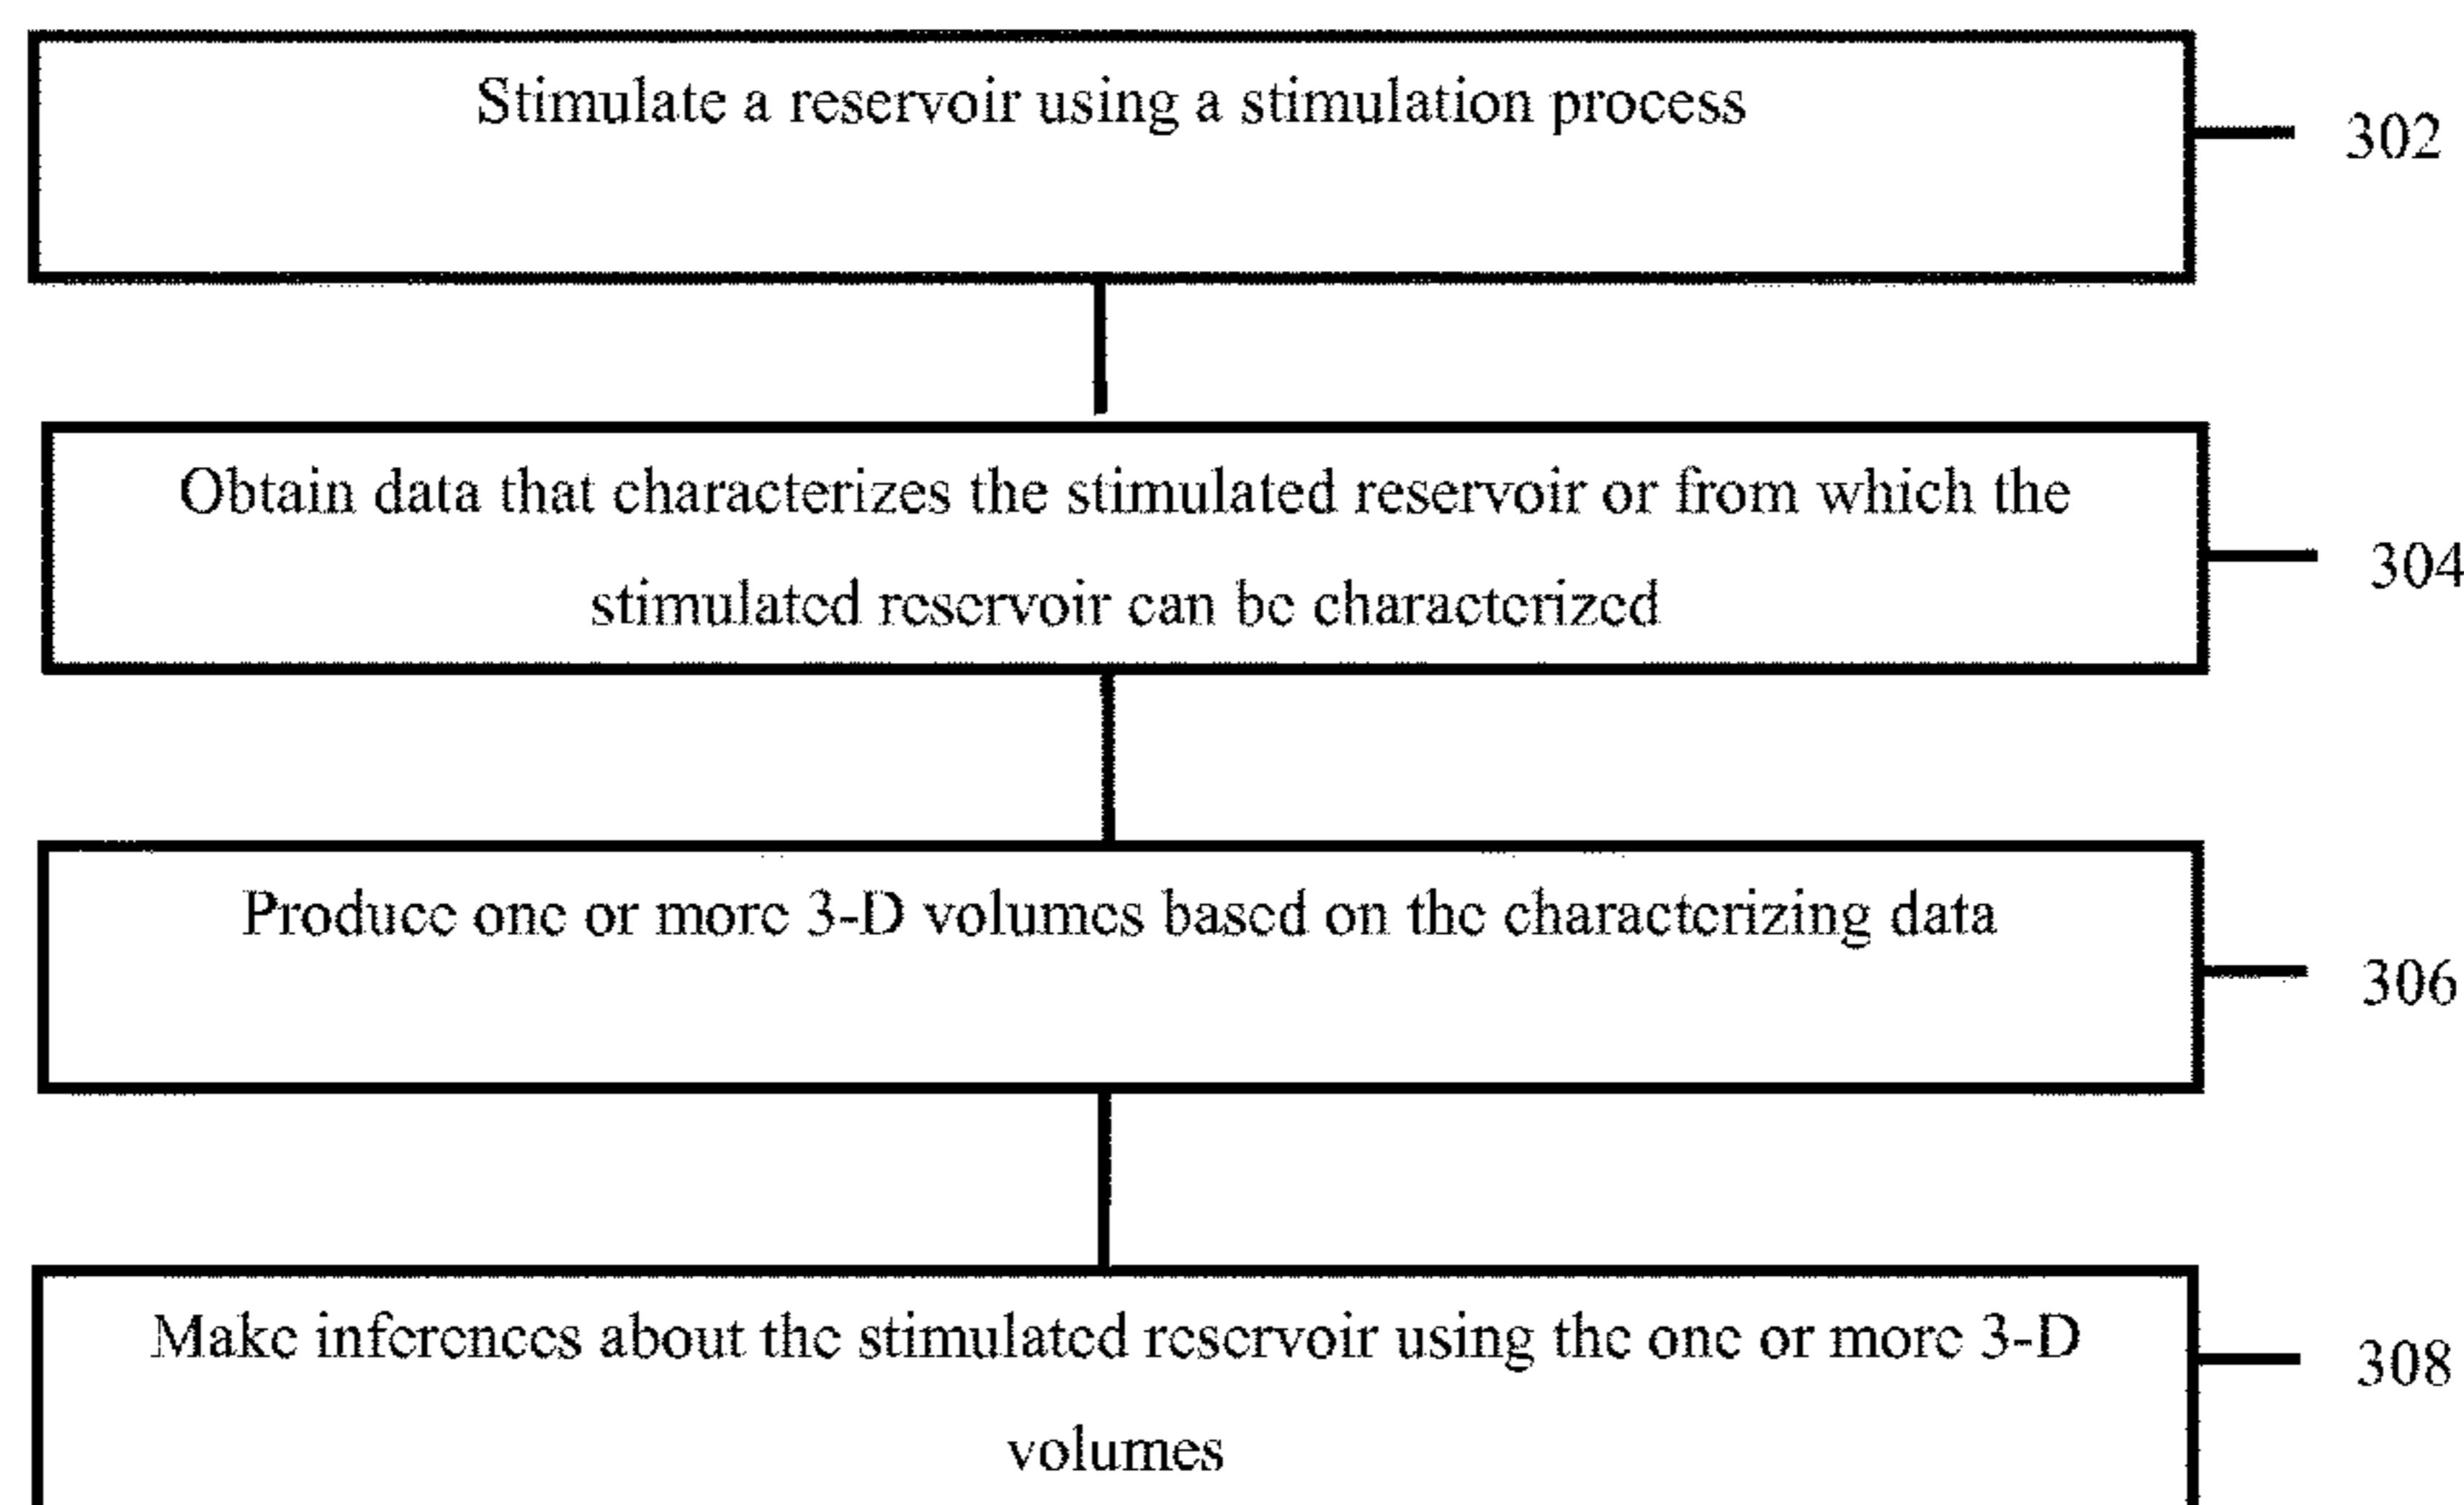 Stimulate a reservoir using a stimulation process
302
Obtain data that characterizes the stimulated reservoir or from which the
stimulated reservoir can be characterized
304
Produce one or more 3-D volumes based on the characterizing data
306
Make inferences about the stimulated reservoir using the one or more 3-D
volumes
308